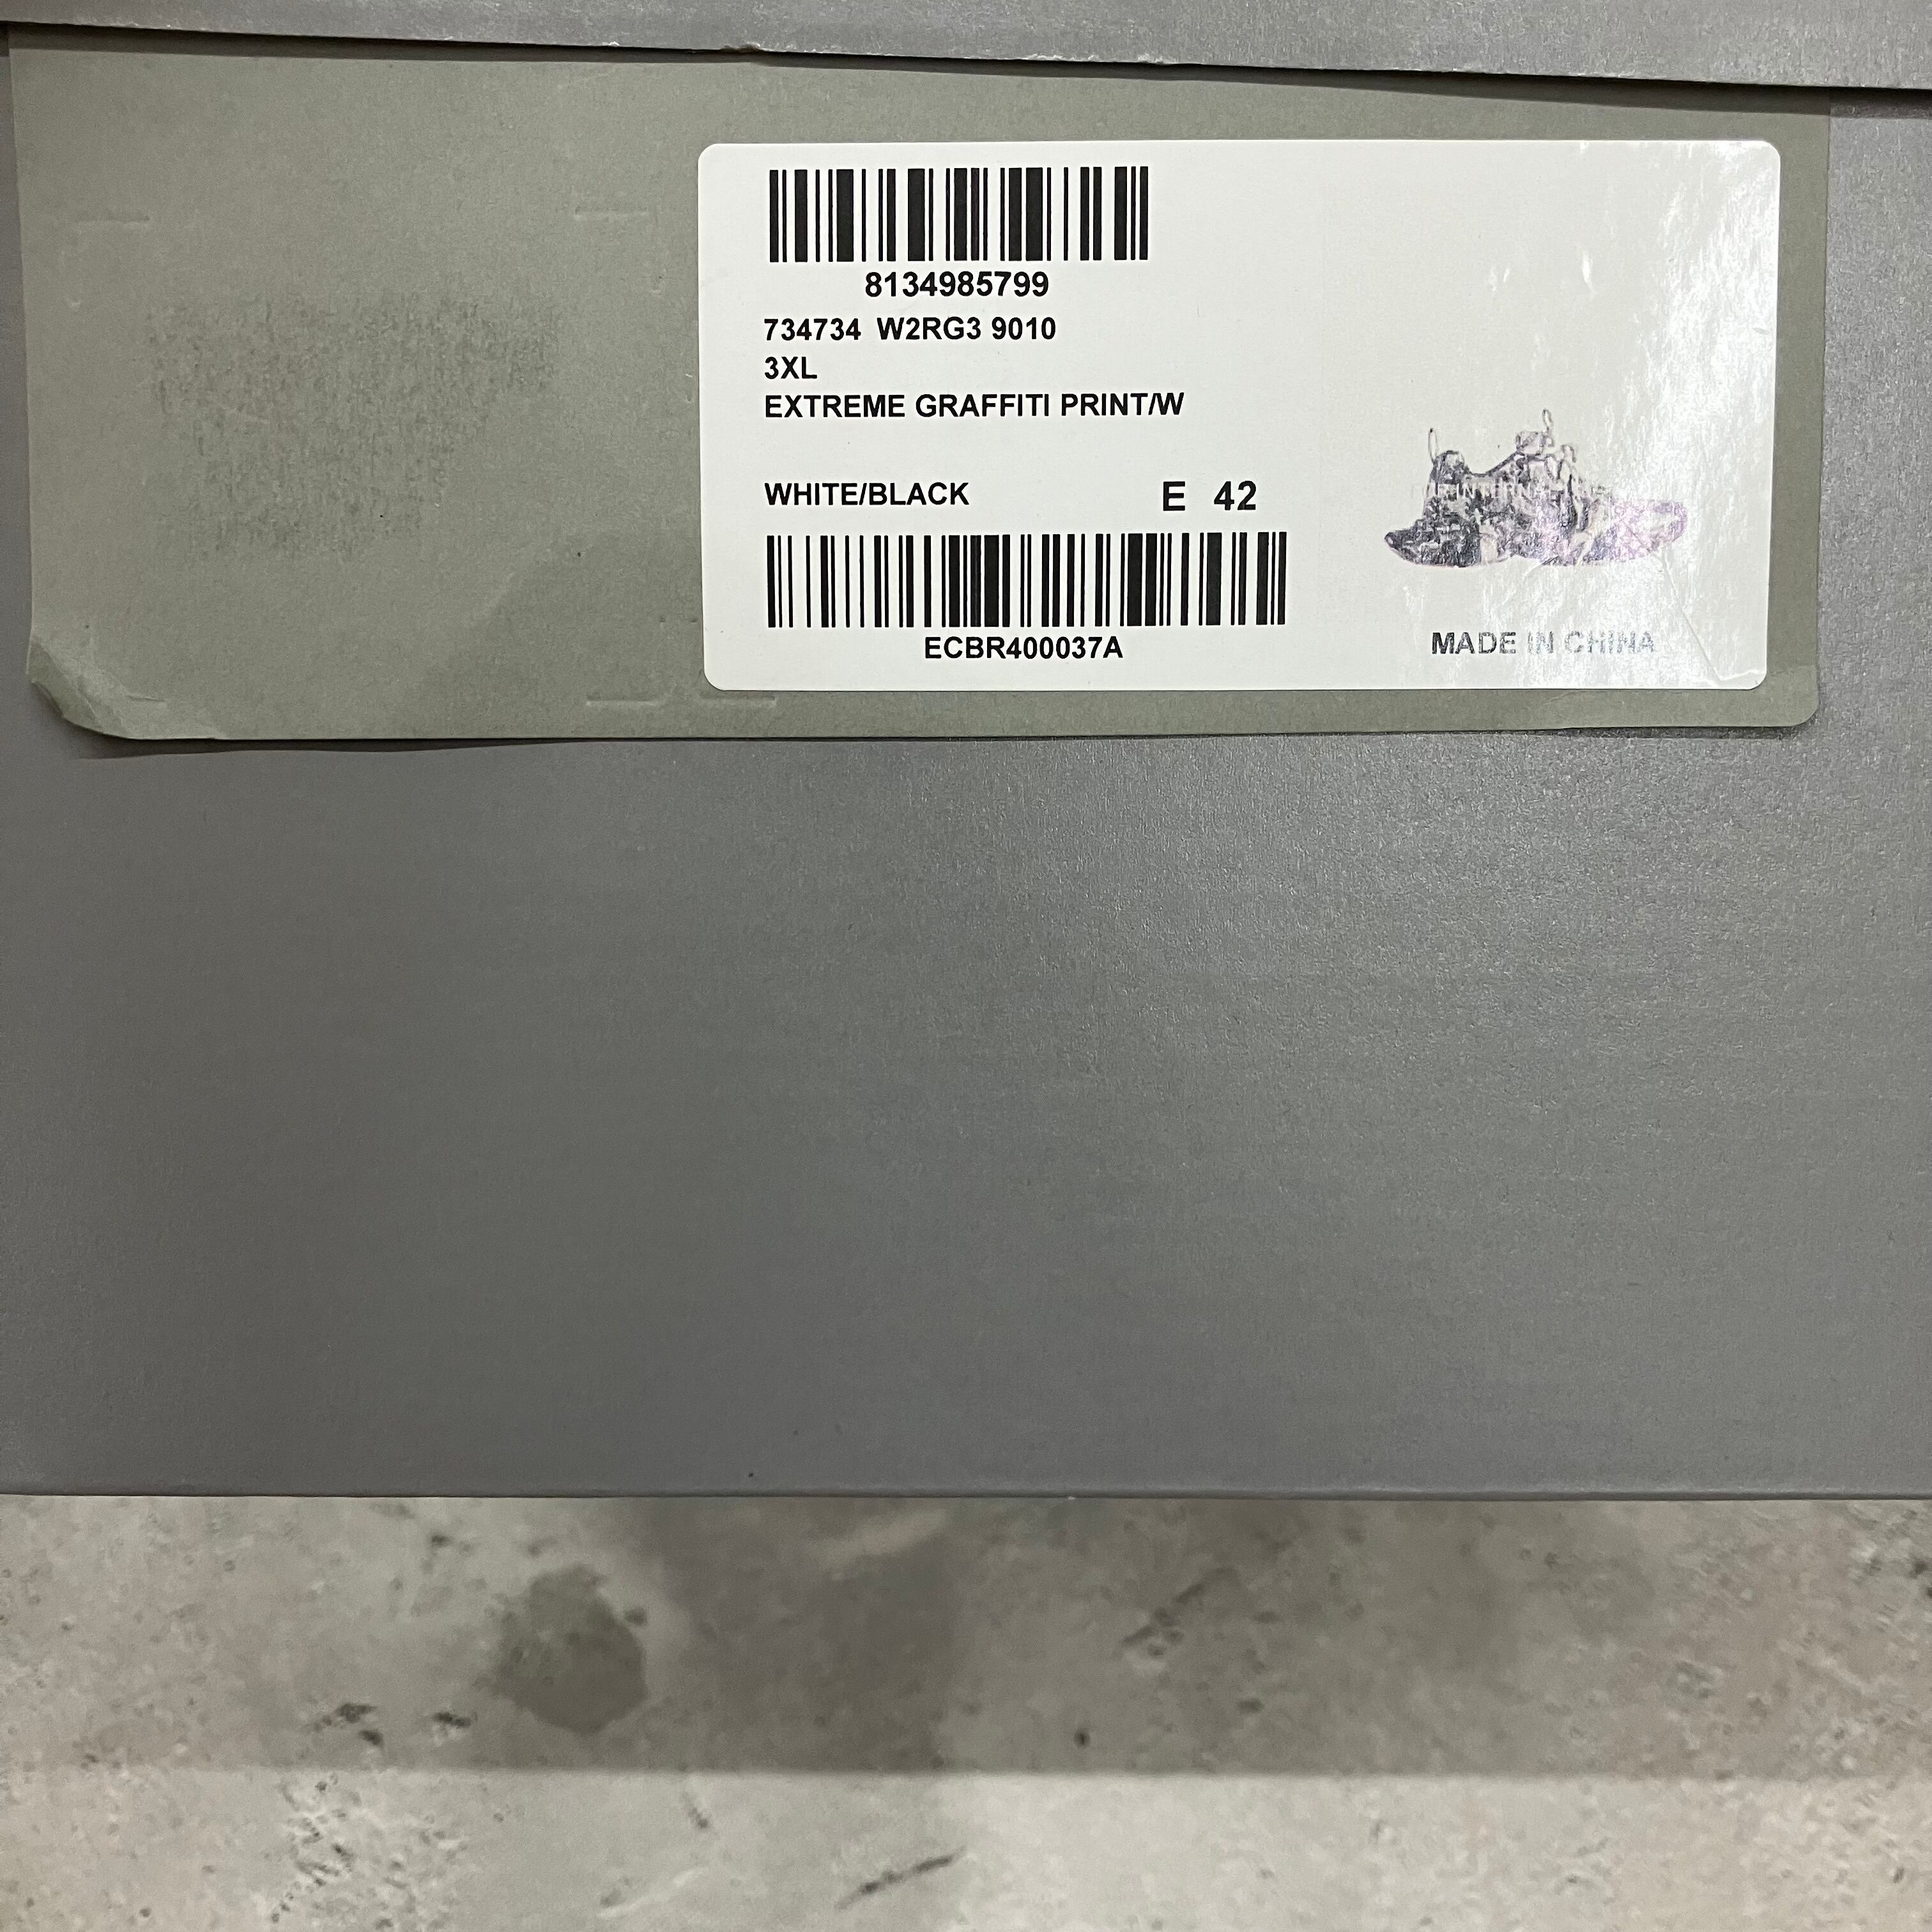 8134985799
734734 W2RG3 9010
3XL
EXTREME GRAFFITI PRINT/W
WHITE/BLACK E 42
ECBR400037A
MADE IN CHINA